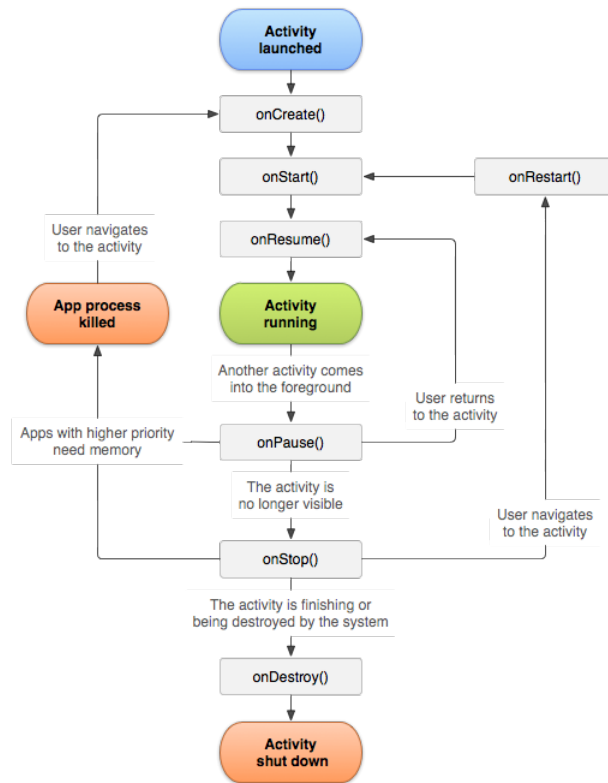 Activity
launched
onCreate()
onStart()
onRestart()
User navigates
to the activity
onResume()
App process
killed
Activity
running
Another activity comes
into the foreground
User returns
to the activity
Apps with higher priority
need memory
onPause()
The activity is
no longer visible
User navigates
to the activity
onStop()
The activity is finishing or
being destroyed by the system
onDestroy()
Activity
shut down